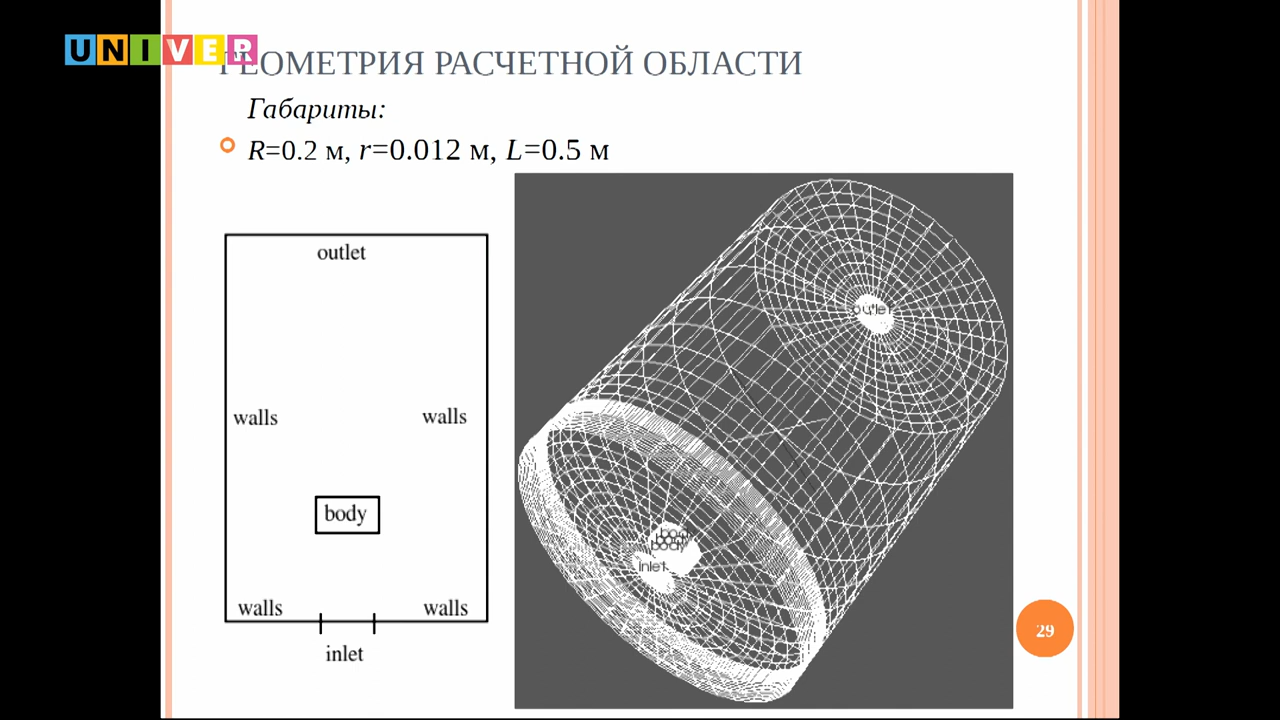 UNIVER
ГЕОМЕТРИЯ РАСЧЕТНОЙ ОБЛАСТИ
Габариты:
R=0.2 м, r=0.012 м, L=0.5 м
outlet
walls walls
body
walls walls
inlet
outlet
body
inlet
29